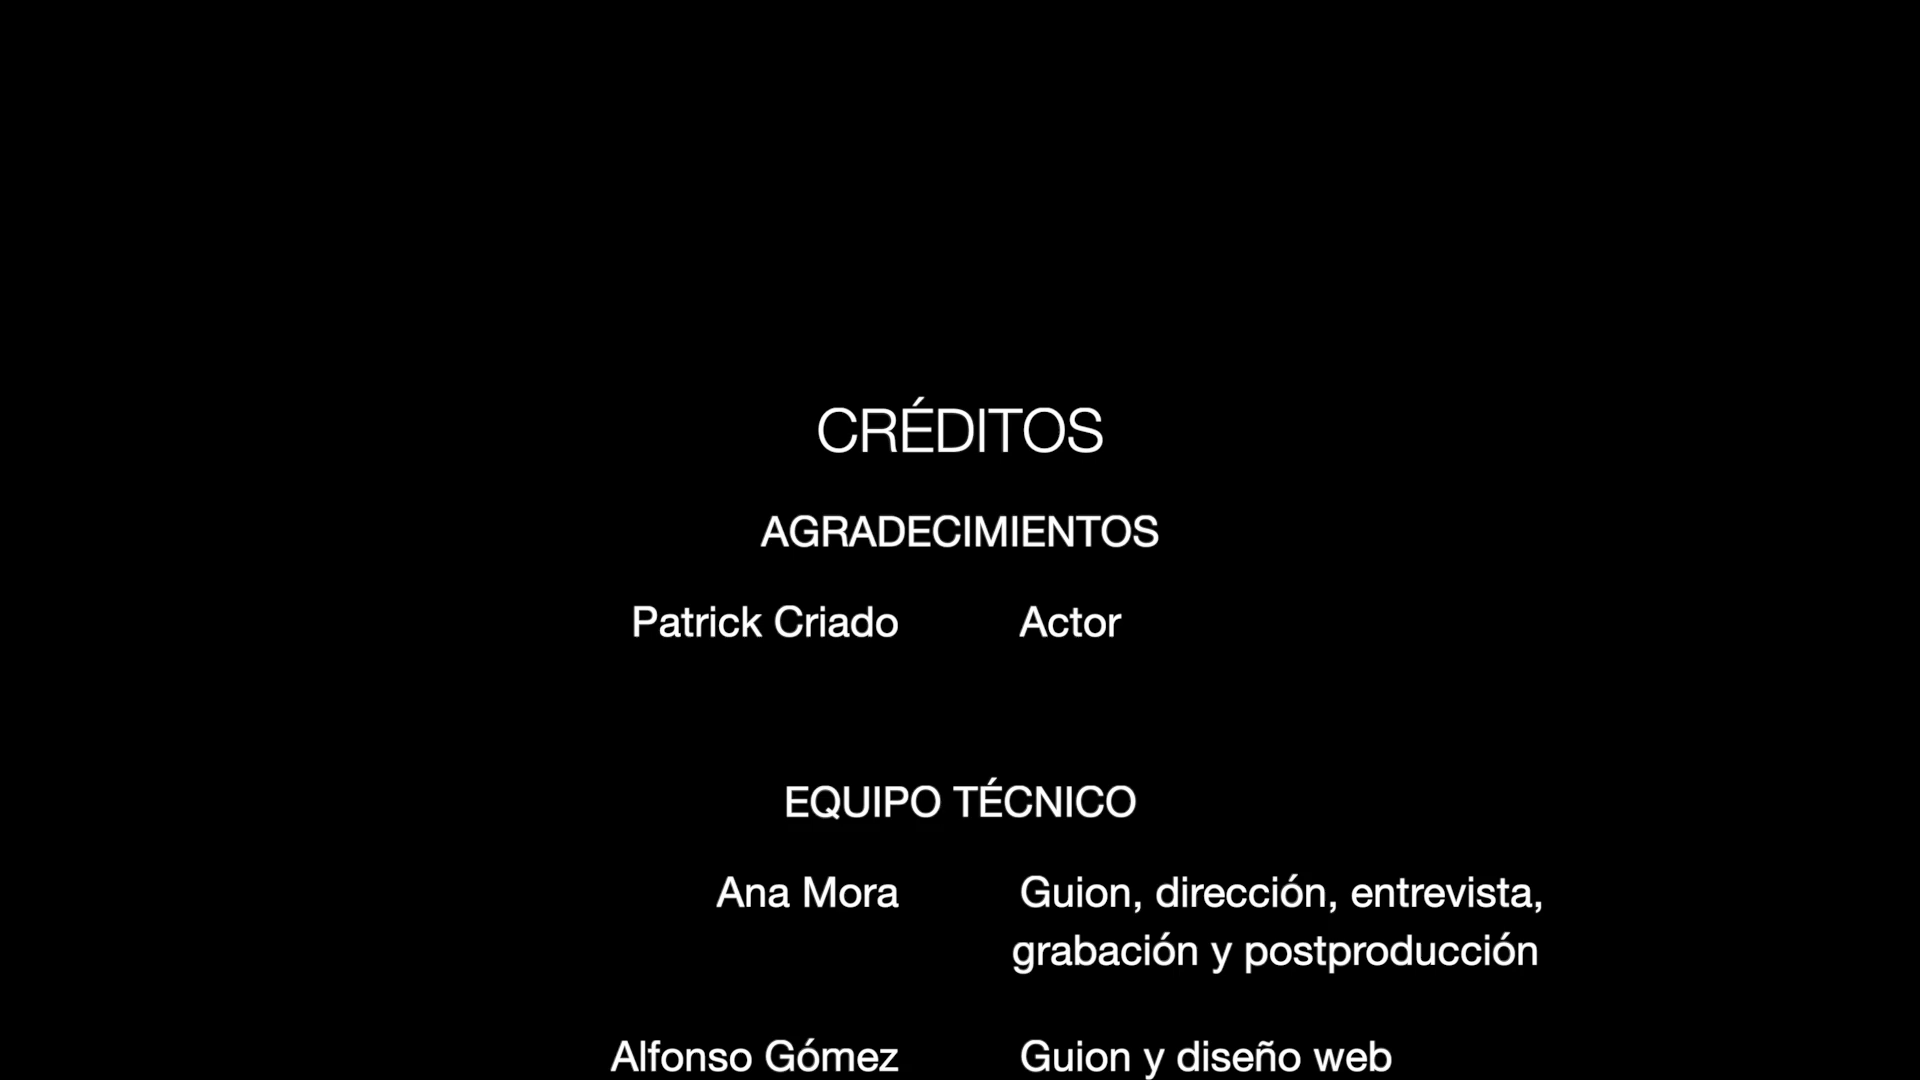 CRÉDITOS
AGRADECIMIENTOS
Patrick Criado Actor
EQUIPO TÉCNICO
Ana Mora Guion, dirección, entrevista,
grabación y postproducción
Alfonso Gómez Guion y diseño web